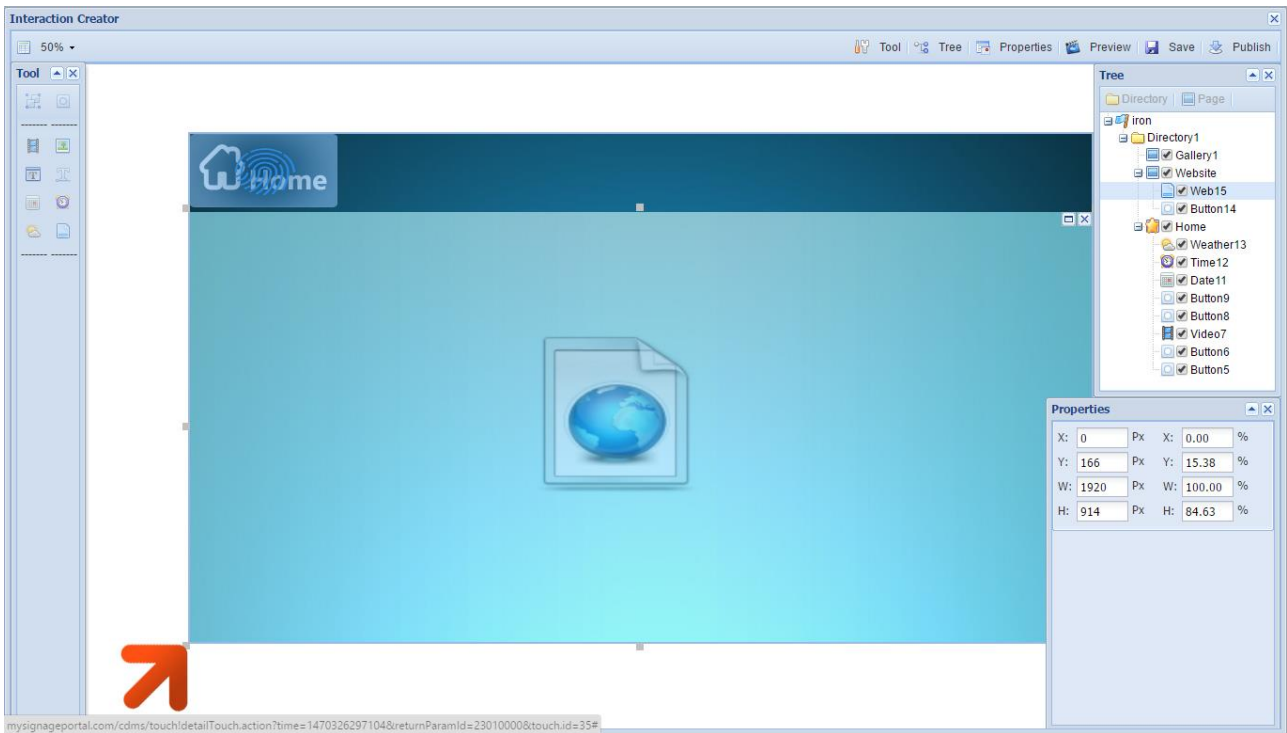 Interaction Creator
50%
Tool Tree Properties Preview Save Publish
Tool
Tree
Directory Page
iron
Directory1
Gallery1
Website
Web15
Button14
Home
Weather13
Time12
Date11
Button9
Button8
Video7
Button6
Button5
Home
Properties
X: 0 Px X: 0.00 %
Y: 166 Px Y: 15.38 %
W: 1920 Px W: 100.00 %
H: 914 Px H: 84.63 %
mysignageportal.com/cdms/touch!detailTouch.action?time=1470326297104&returnParamId=23010000&touch.id=35#